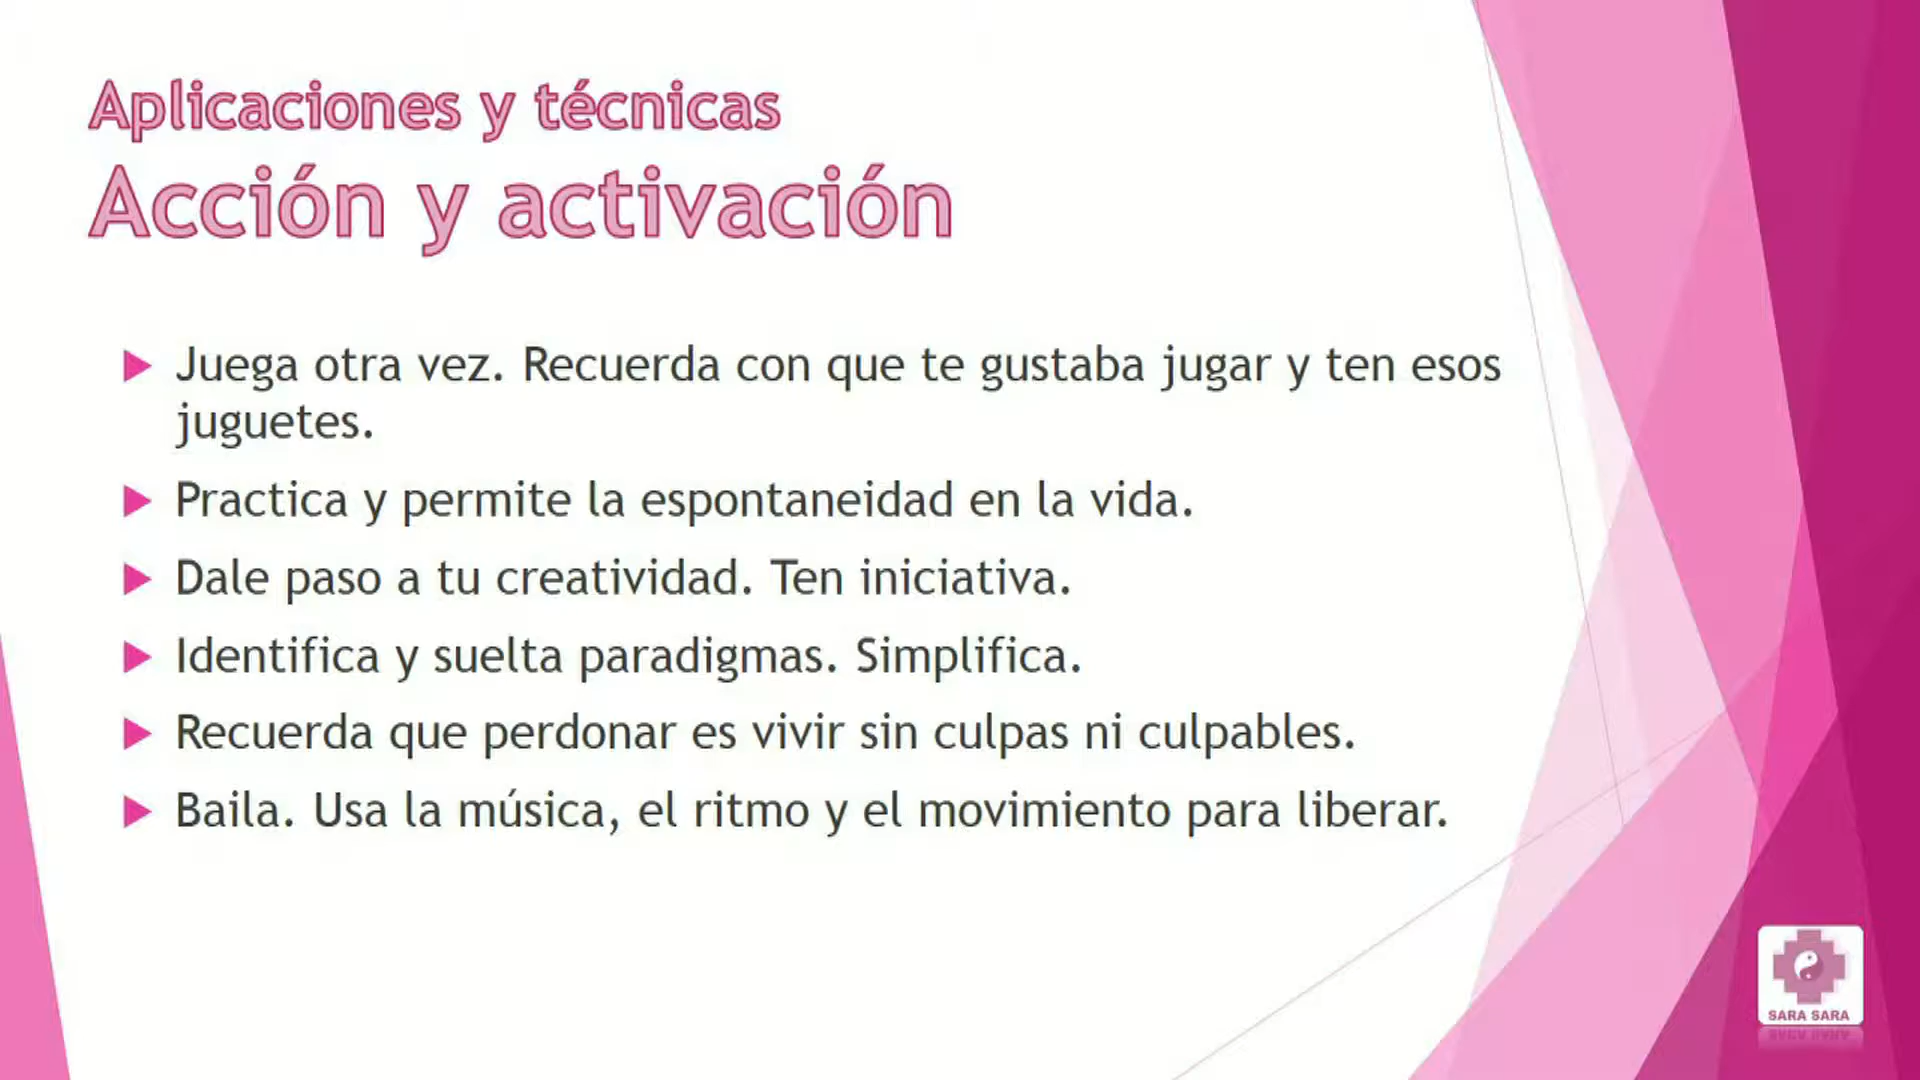 Aplicaciones y técnicas
Acción y activación
Juega otra vez. Recuerda con que te gustaba jugar y ten esos
juguetes.
Practica y permite la espontaneidad en la vida.
Dale paso a tu creatividad. Ten iniciativa.
Identifica y suelta paradigmas. Simplifica.
Recuerda que perdonar es vivir sin culpas ni culpables.
Baila. Usa la música, el ritmo y el movimiento para liberar.
SARA SARA